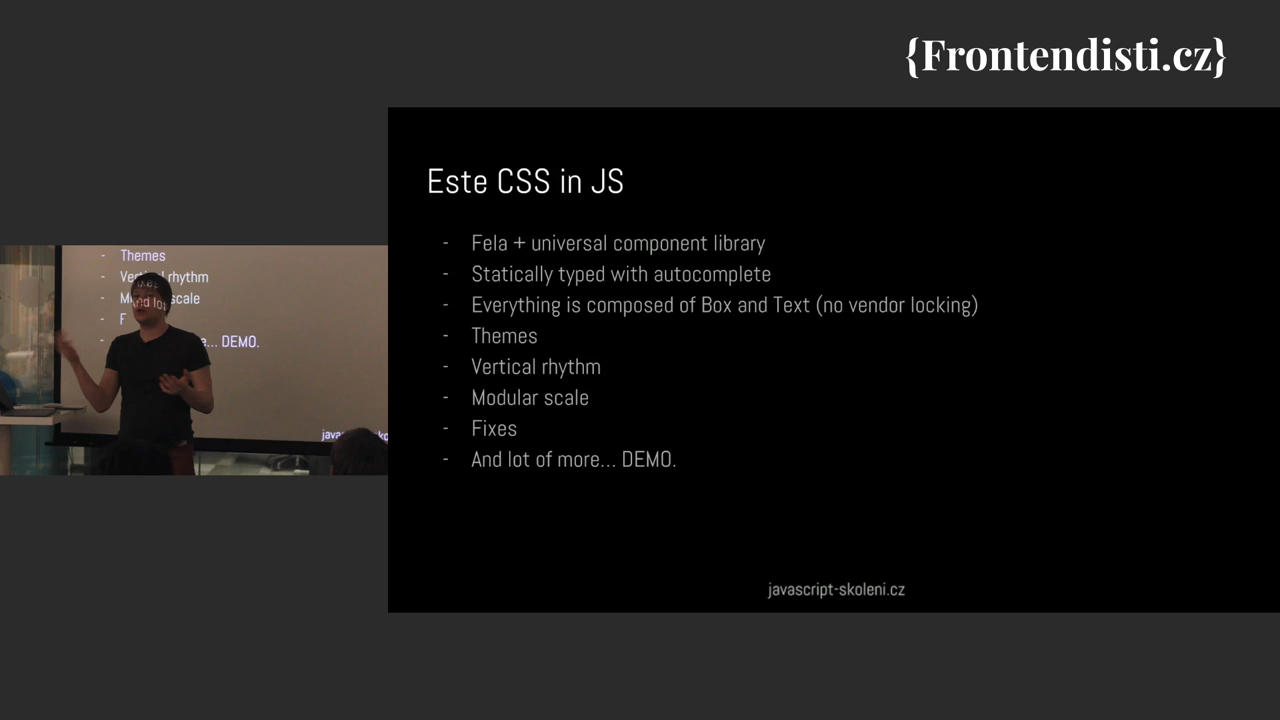 {Frontendisti.cz}
Este CSS in JS
- Fela + universal component library
- Statically typed with autocomplete
- Everything is composed of Box and Text (no vendor locking)
- Themes
- Vertical rhythm
- Modular scale
- Fixes
- And lot of more... DEMO.
javascript-skoleni.cz
- Themes
- Vertical rhythm
- scale
- F
- ... DEMO.